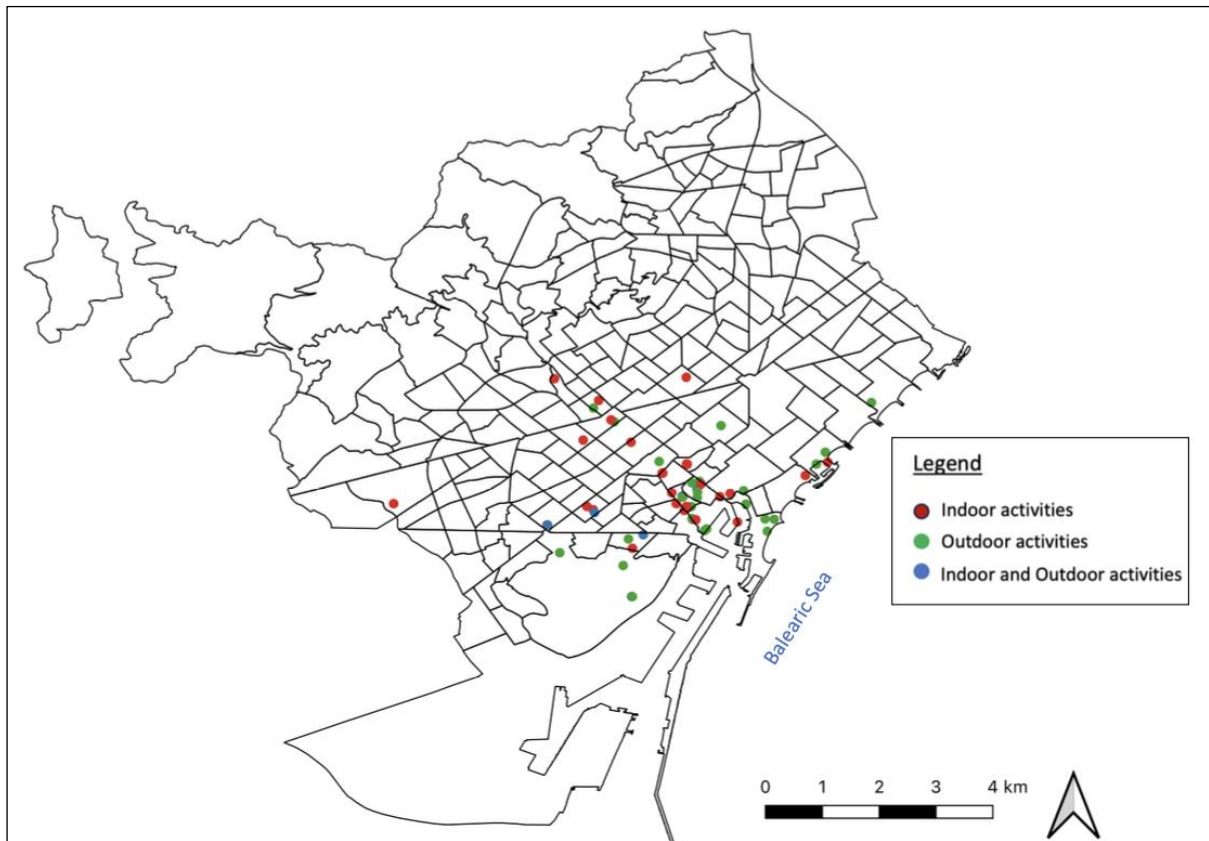 Legend
Indoor activities
Outdoor activities
Indoor and Outdoor activities
Balearic Sea
0 1 2 3 4 km